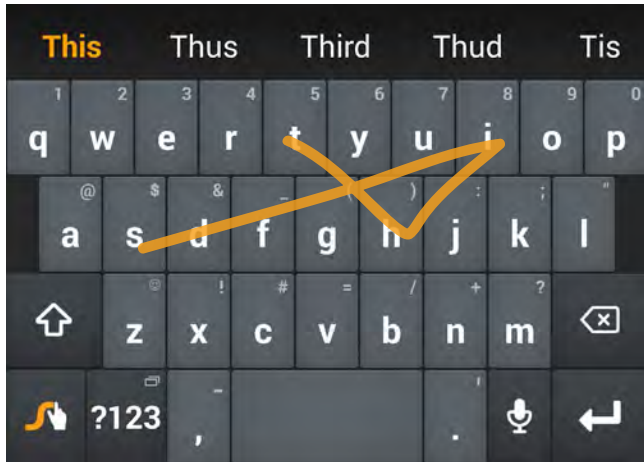 This Thus Third Thud Tis
1 2 3 4 5 6 7 8 9 0
q w e r t y u i o p
@ $ & _ ( ) : ; "
a s d f g h j k l
! # = / + ?
z x c v b n m
_ '
?123 , .